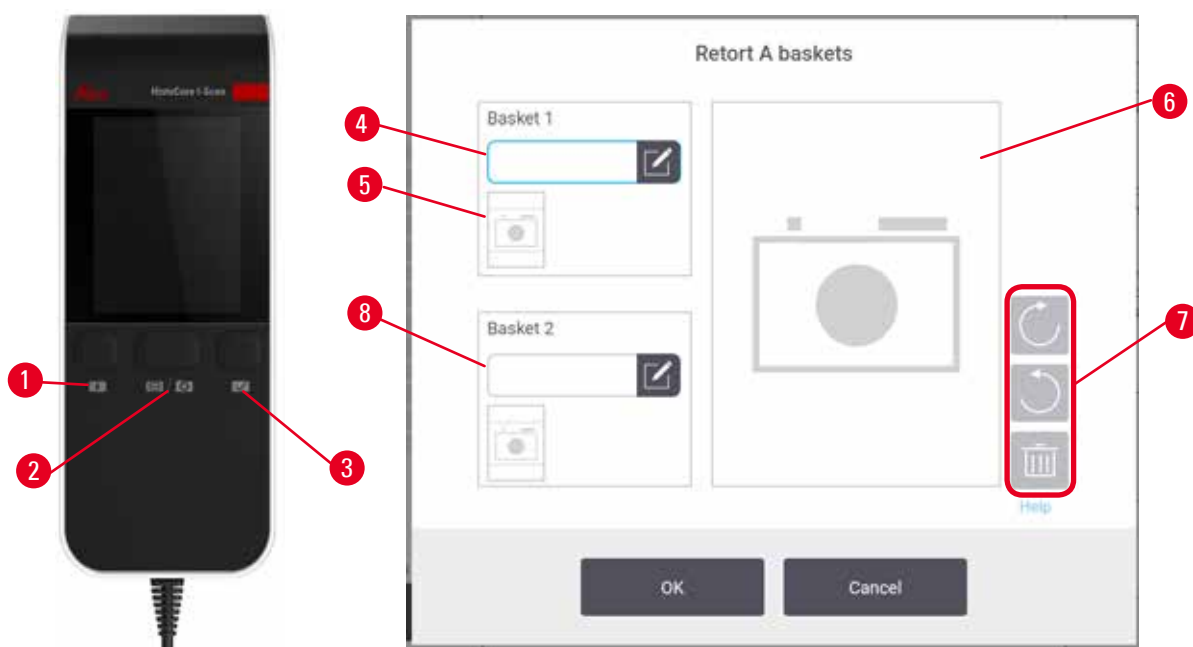 Leica
HistoCore I-Scan
1
2
3
Retort A baskets
Basket 1
4
5
6
7
8
Basket 2
Help
OK
Cancel